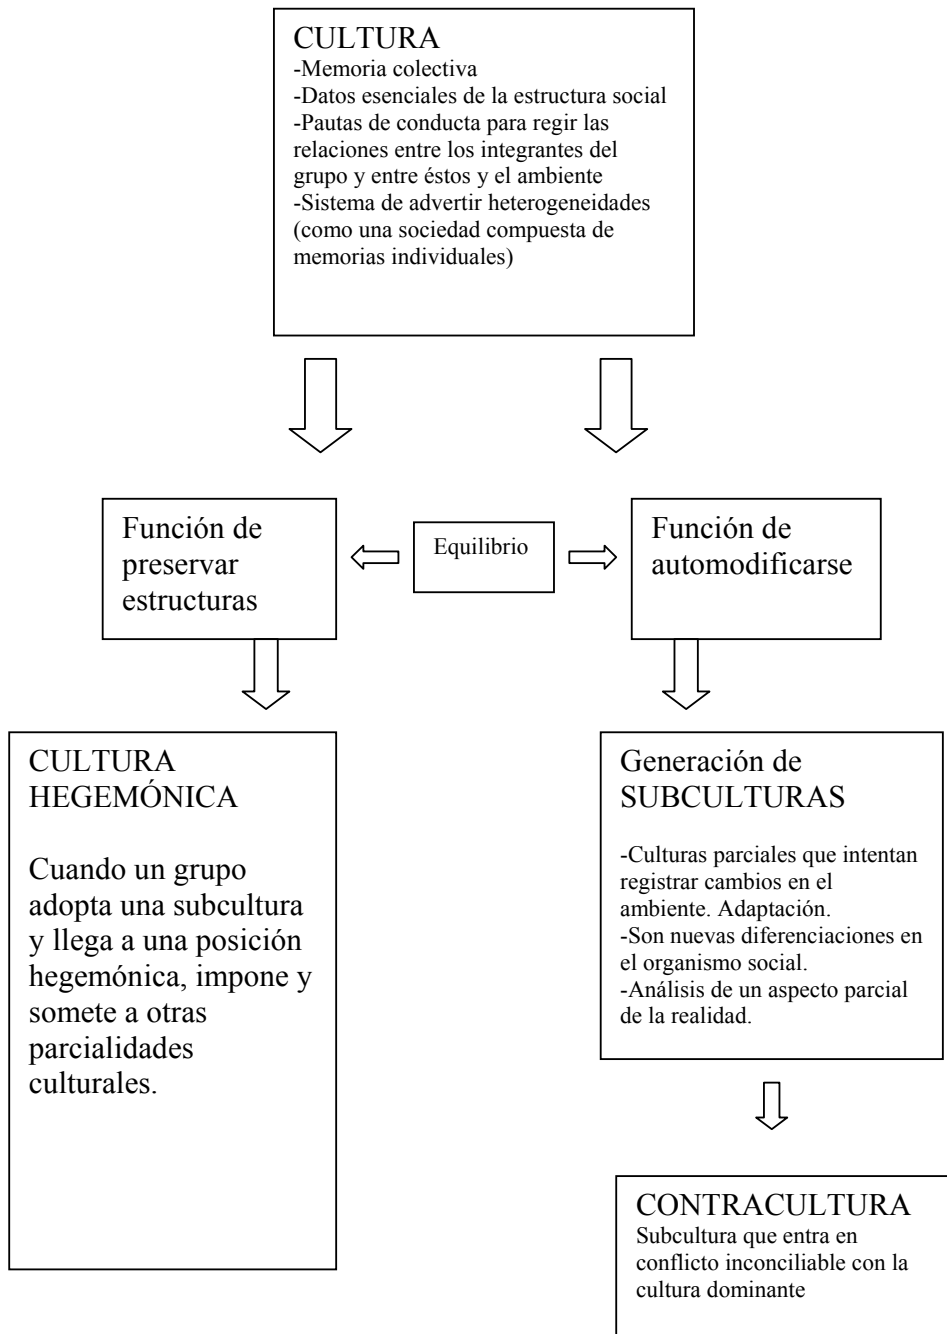 CULTURA
-Memoria colectiva
-Datos esenciales de la estructura social
-Pautas de conducta para regir las
relaciones entre los integrantes del
grupo y entre éstos y el ambiente
-Sistema de advertir heterogeneidades
(como una sociedad compuesta de
memorias individuales)
Función de
preservar
estructuras
Equilibrio
Función de
automodificarse
CULTURA
HEGEMÓNICA
Cuando un grupo
adopta una subcultura
y llega a una posición
hegemónica, impone y
somete a otras
parcialidades
culturales.
Generación de
SUBCULTURAS
-Culturas parciales que intentan
registrar cambios en el
ambiente. Adaptación.
-Son nuevas diferenciaciones en
el organismo social.
-Análisis de un aspecto parcial
de la realidad.
CONTRACULTURA
Subcultura que entra en
conflicto inconciliable con la
cultura dominante